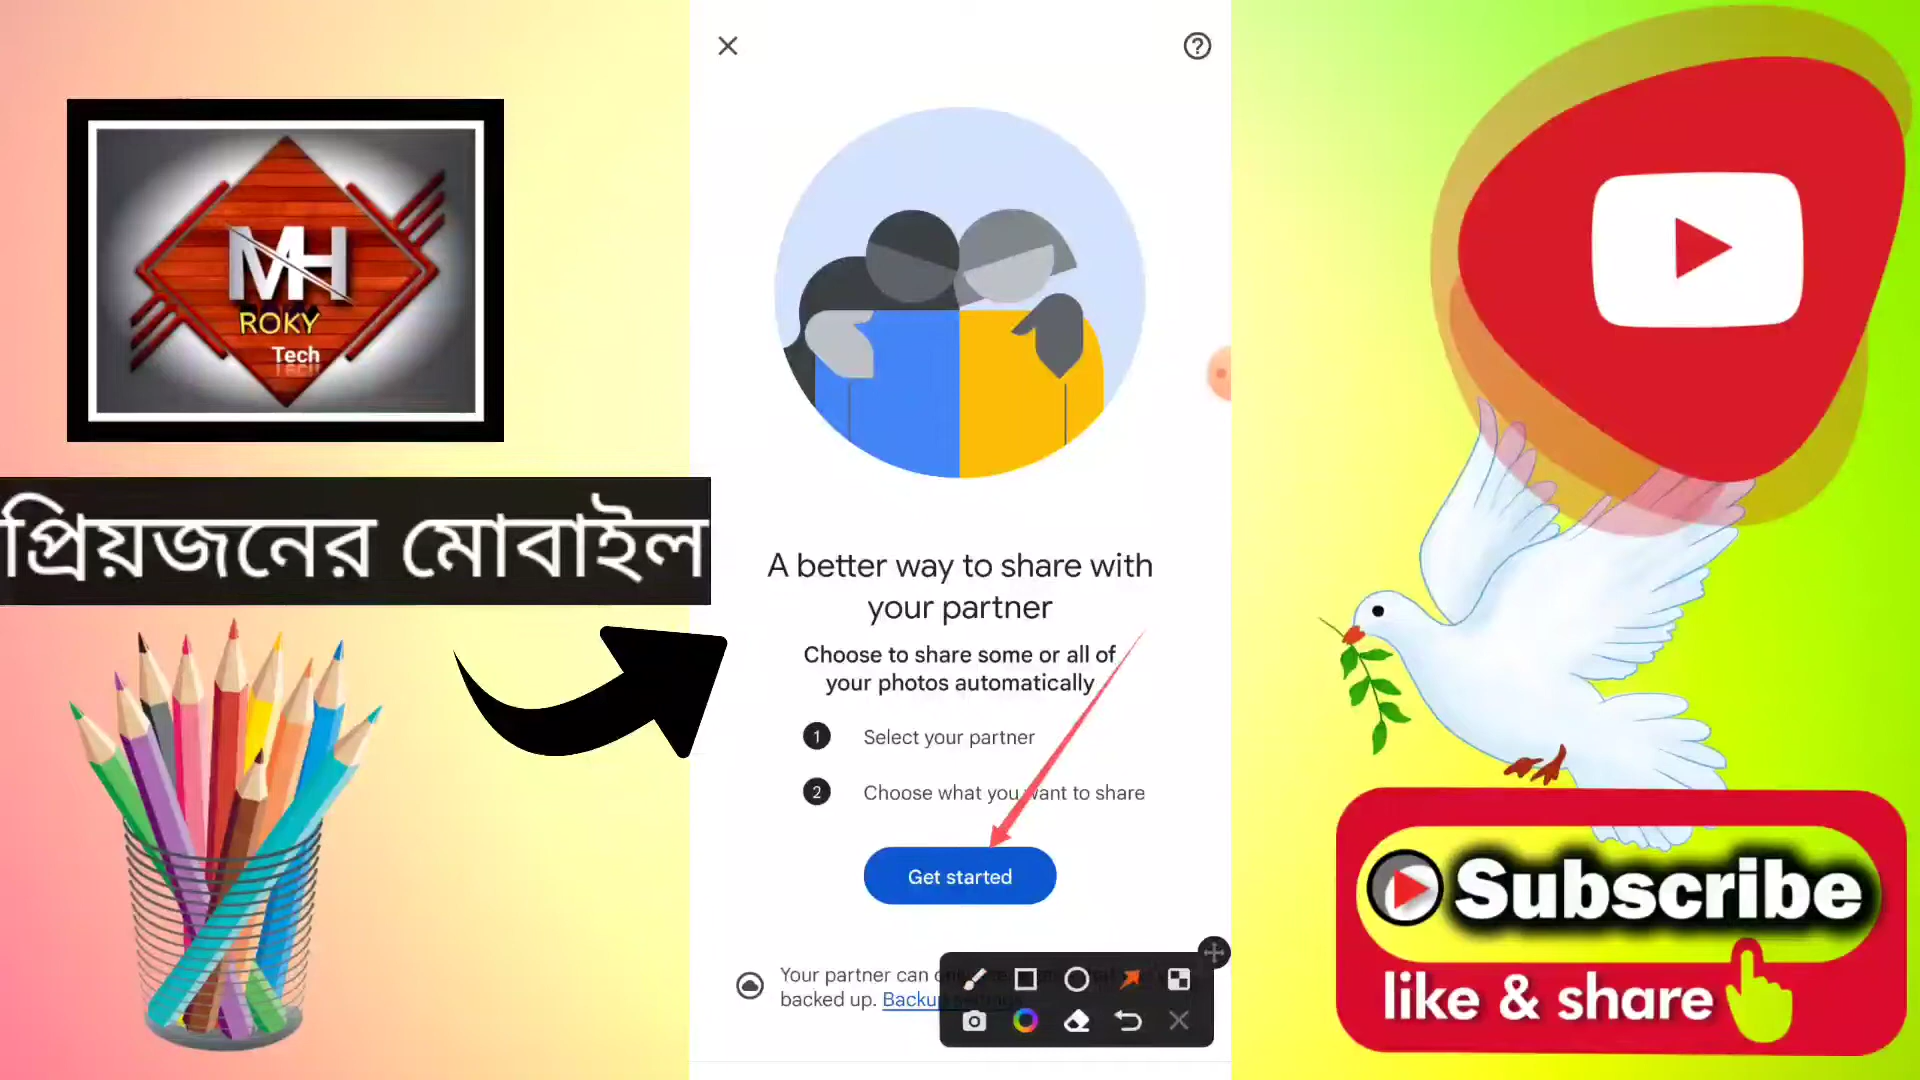 MH
ROKY
Tech
প্রিয়জনের মোবাইল
A better way to share with
your partner
Choose to share some or all of
your photos automatically
1 Select your partner
2 Choose what you want to share
Get started
Your partner can
backed up. Backup
Subscribe
like & share